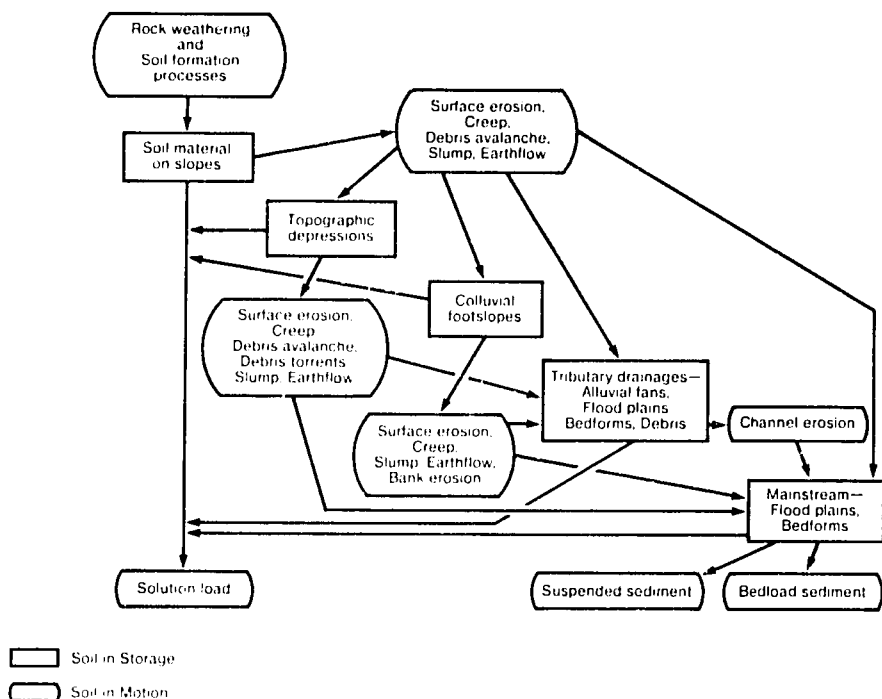 Rock weathering
and
Soil formation
processes
Surface erosion,
Creep,
Debris avalanche,
Slump, Earthflow
Soil material
on slopes
Topographic
depressions
Colluvial
footslopes
Surface erosion,
Creep
Debris avalanche,
Debris torrents
Slump, Earthflow
Tributary drainages—
Alluvial fans,
Flood plains
Bedforms, Debris
Channel erosion
Surface erosion,
Creep,
Slump, Earthflow,
Bank erosion
Mainstream—
Flood plains,
Bedforms
Solution load
Suspended sediment
Bedload sediment
Soil in Storage
Soil in Motion